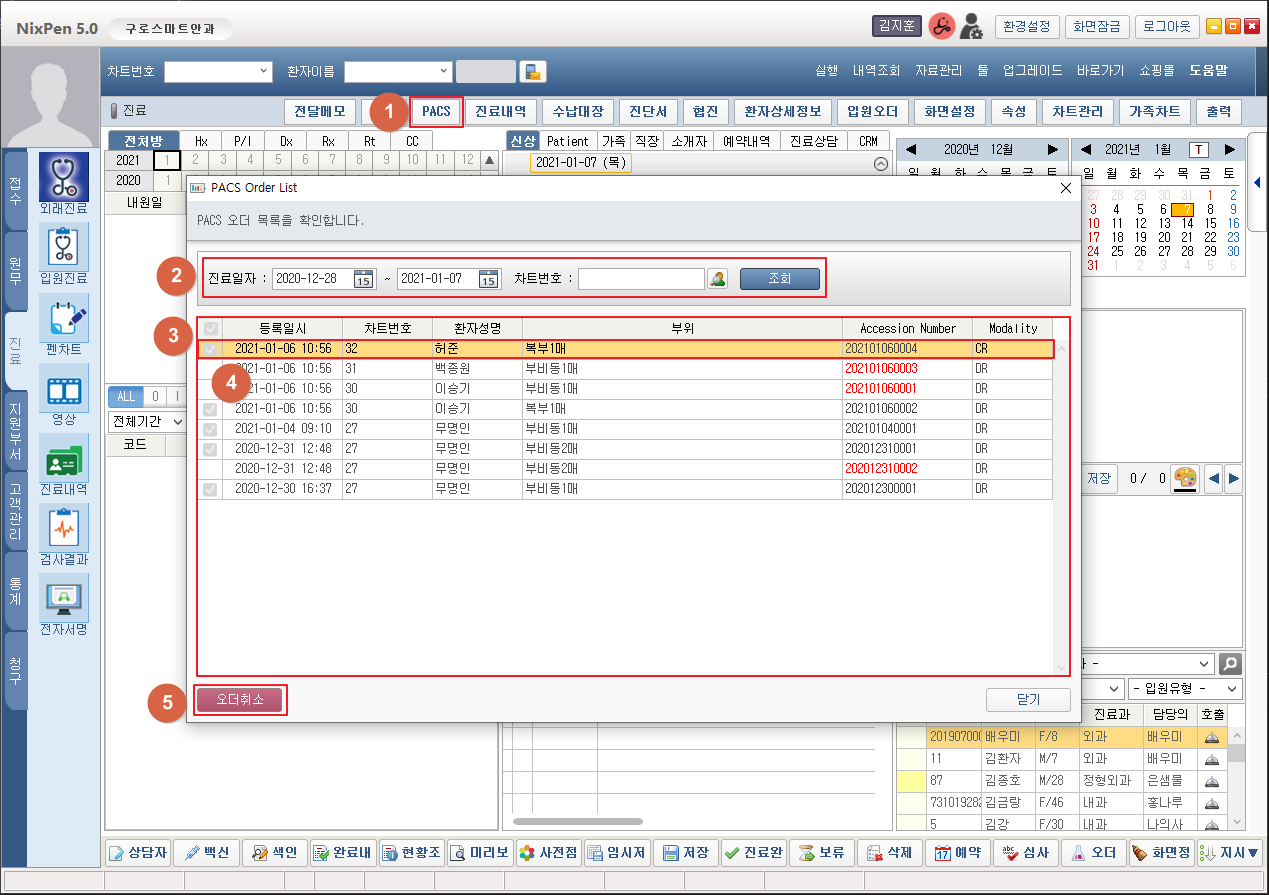 NixPen 5.0 구로스마트안과 김지훈 환경설정 화면잠금 로그아웃
차트번호 환자이름 실행 내역조회 자료관리 툴 업그레이드 바로가기 쇼핑몰 도움말
진료 전달메모 1 PACS 진료내역 수납대장 진단서 협진 환자상세정보 입원오더 화면설정 속성 차트관리 가족차트 출력
전처방 Hx P/I Dx Rx Rt CC 신상 Patient 가족 직장 소개자 예약내역 진료상담 CRM
2021 1 2 3 4 5 6 7 8 9 10 11 12
2021-01-07 (목)
2020 1
내원일
2020년 12월 2021년 1월 T
일 월 화 수 목 금 토 일 월 화 수 목 금 토
27 28 29 30 31 1 2
3 4 5 6 7 8 9
10 11 12 13 14 15 16
17 18 19 20 21 22 23
24 25 26 27 28 29 30
31 1 2 3 4 5 6
접수
원무
진료
지원부서
고객관리
통계
청구
외래진료
입원진료
펜차트
영상
진료내역
검사결과
전자서명
ALL 0 I
전체기간
코드
PACS Order List
PACS 오더 목록을 확인합니다.
2 진료일자 : 2020-12-28 15 ~ 2021-01-07 15 차트번호 : 조회
3 등록일시 차트번호 환자성명 부위 Accession Number Modality
2021-01-06 10:56 32 허준 복부1매 202101060004 CR
2021-01-06 10:56 31 백종원 부비동1매 202101060003 DR
4 2021-01-06 10:56 30 이승기 부비동1매 202101060001 DR
2021-01-06 10:56 30 이승기 복부1매 202101060002 DR
2021-01-04 09:10 27 무명인 부비동1매 202101040001 DR
2020-12-31 12:48 27 무명인 부비동2매 202012310001 DR
2020-12-31 12:48 27 무명인 부비동2매 202012310002 DR
2020-12-30 16:37 27 무명인 부비동1매 202012300001 DR
5 오더취소 닫기
저장 0 / 0
-
- 입원유형 -
진료과 담당의 호출
201907000 배우미 F/8 외과 배우미
11 김환자 M/7 외과 배우미
87 김종호 M/28 정형외과 은샘물
731019282 김금랑 F/46 내과 홍나루
5 김강 F/30 내과 나의사
상담자 백신 색인 완료내 현황조 미리보 사전점 임시저 저장 진료완 보류 삭제 17 예약 abc 심사 오더 화면정 지시▼